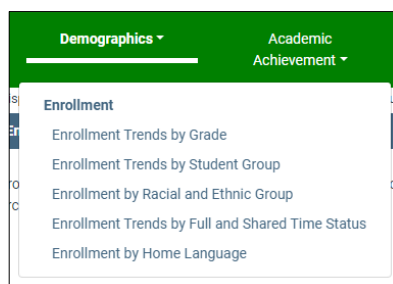 Demographics
Academic
Achievement
Enrollment
Enrollment Trends by Grade
Enrollment Trends by Student Group
Enrollment by Racial and Ethnic Group
Enrollment Trends by Full and Shared Time Status
Enrollment by Home Language